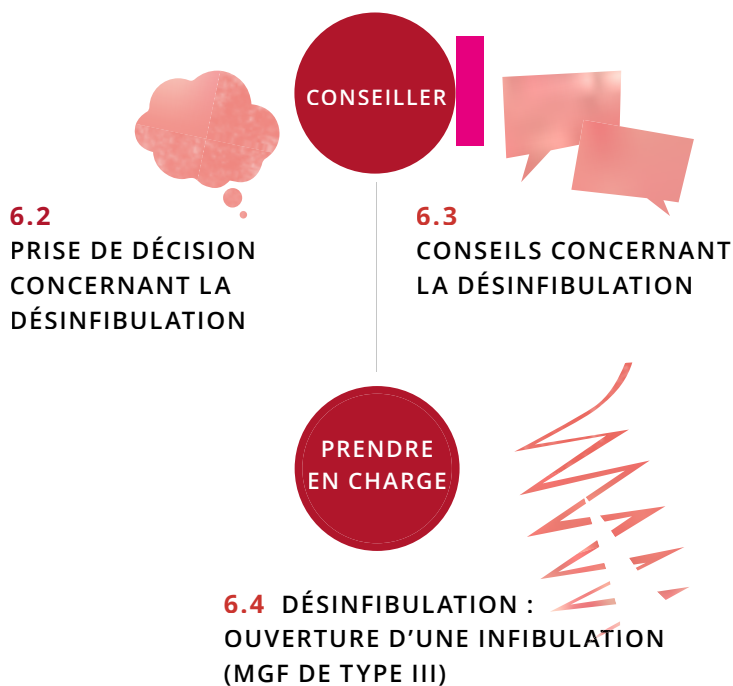 CONSEILLER
6.2
PRISE DE DÉCISION
CONCERNANT LA
DÉSINFIBULATION
6.3
CONSEILS CONCERNANT
LA DÉSINFIBULATION
PRENDRE
EN CHARGE
6.4 DÉSINFIBULATION :
OUVERTURE D’UNE INFIBULATION
(MGF DE TYPE III)